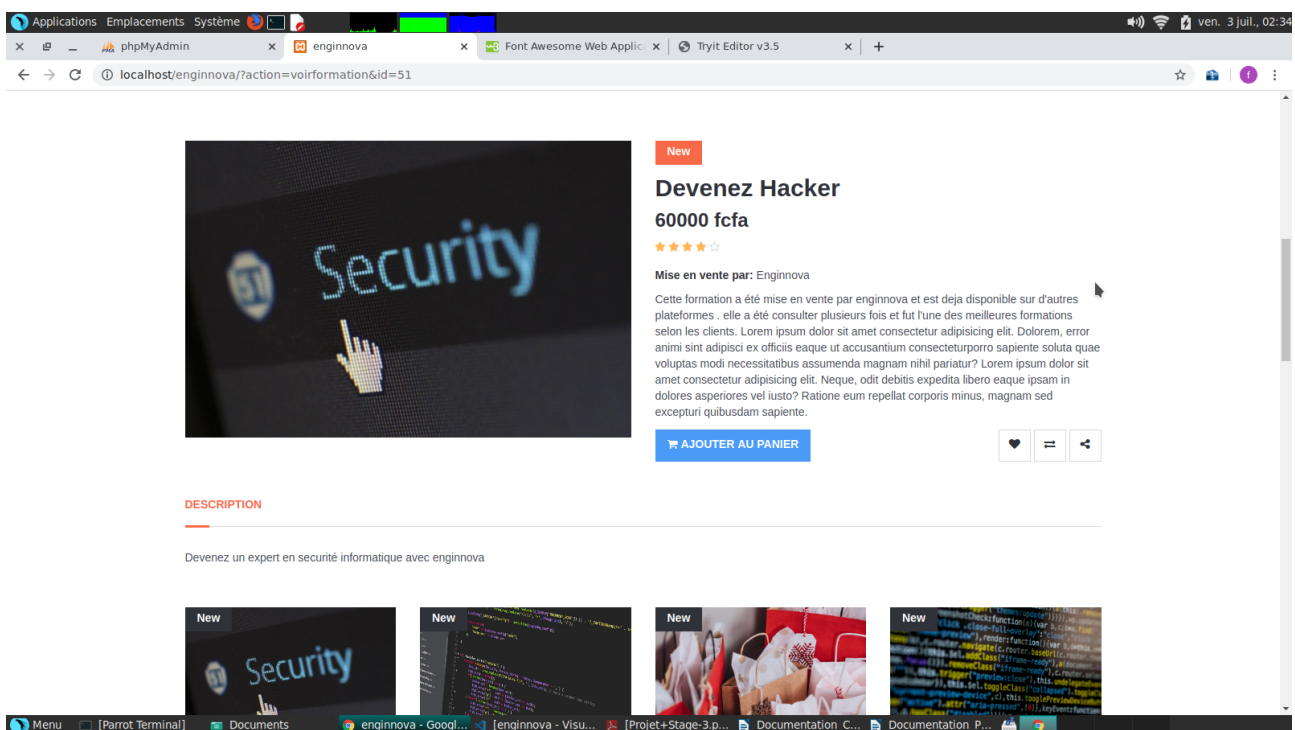 Applications Emplacements Système ven. 3 juil., 02:34
phpMyAdmin enginnova Font Awesome Web Applic Tryit Editor v3.5
localhost/enginnova/?action=voirformation&id=51
51 Security
New
Devenez Hacker
60000 fcfa
Mise en vente par: Enginnova
Cette formation a été mise en vente par enginnova et est deja disponible sur d'autres
plateformes . elle a été consulter plusieurs fois et fut l'une des meilleures formations
selon les clients. Lorem ipsum dolor sit amet consectetur adipisicing elit. Dolorem, error
animi sint adipisci ex officiis eaque ut accusantium consecteturporro sapiente soluta quae
voluptas modi necessitatibus assumenda magnam nihil pariatur? Lorem ipsum dolor sit
amet consectetur adipisicing elit. Neque, odit debitis expedita libero eaque ipsam in
dolores asperiores vel iusto? Ratione eum repellat corporis minus, magnam sed
excepturi quibusdam sapiente.
AJOUTER AU PANIER
DESCRIPTION
Devenez un expert en securité informatique avec enginnova
New New New New
51 Security
Menu [Parrot Terminal] Documents enginnova - Googl... [enginnova - Visu... [Projet+Stage-3.p... Documentation C... Documentation P...